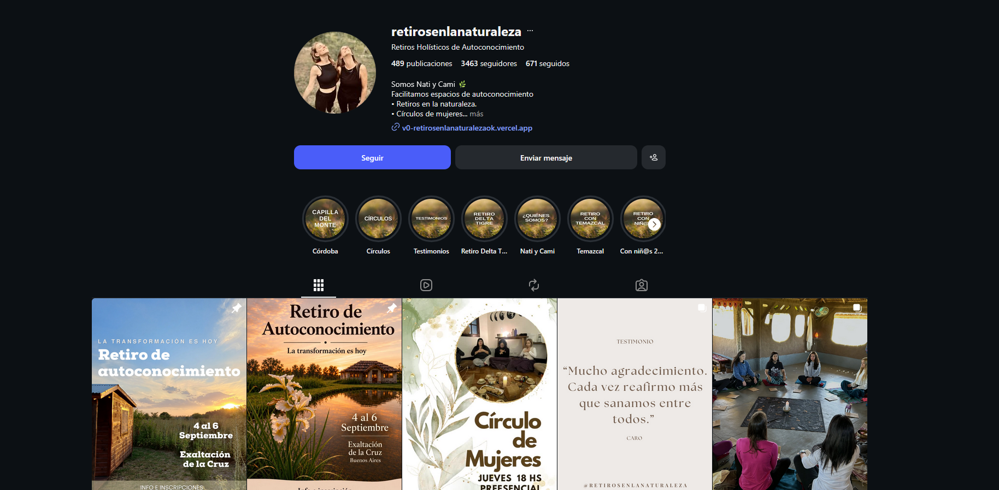 retirosenlanaturaleza ...
Retiros Holísticos de Autoconocimiento
489 publicaciones 3463 seguidores 671 seguidos
Somos Nati y Cami
Facilitamos espacios de autoconocimiento
• Retiros en la naturaleza.
• Círculos de mujeres... más
v0-retirosenlanaturalezaok.vercel.app
Seguir
Enviar mensaje
CAPILLA
DEL
MONTE
CÍRCULOS
TESTIMONIOS
RETIRO
DELTA
TIGRE
¿QUIÉNES
SOMOS?
RETIRO
CON
TEMAZCAL
RETIRO
CON
NIÑ@
Córdoba
Círculos
Testimonios
Retiro Delta T...
Nati y Cami
Temazcal
Con niñ@s 2...
LA TRANSFORMACIÓN ES HOY
Retiro de
autoconocimiento
4 al 6
Septiembre
Exaltación
de la Cruz
INFO E INSCRIPCIONES
Retiro de
Autoconocimiento
La transformación es hoy
4 al 6
Septiembre
Exaltación
de la Cruz
Buenos Aires
Info e inscripción
Círculo
de
Mujeres
JUEVES 18 HS
PREESENCIAL
TESTIMONIO
“Mucho agradecimiento.
Cada vez reafirmo más
que sanamos entre
todos.”
CARO
@RETIROSENLANATURALEZA